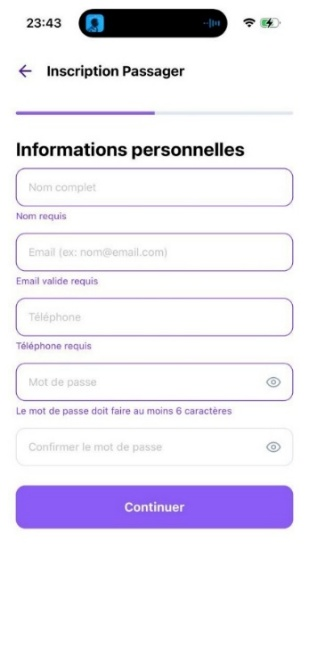 23:43
Inscription Passager
Informations personnelles
Nom complet
Nom requis
Email (ex: nom@email.com)
Email valide requis
Téléphone
Téléphone requis
Mot de passe
Le mot de passe doit faire au moins 6 caractères
Confirmer le mot de passe
Continuer